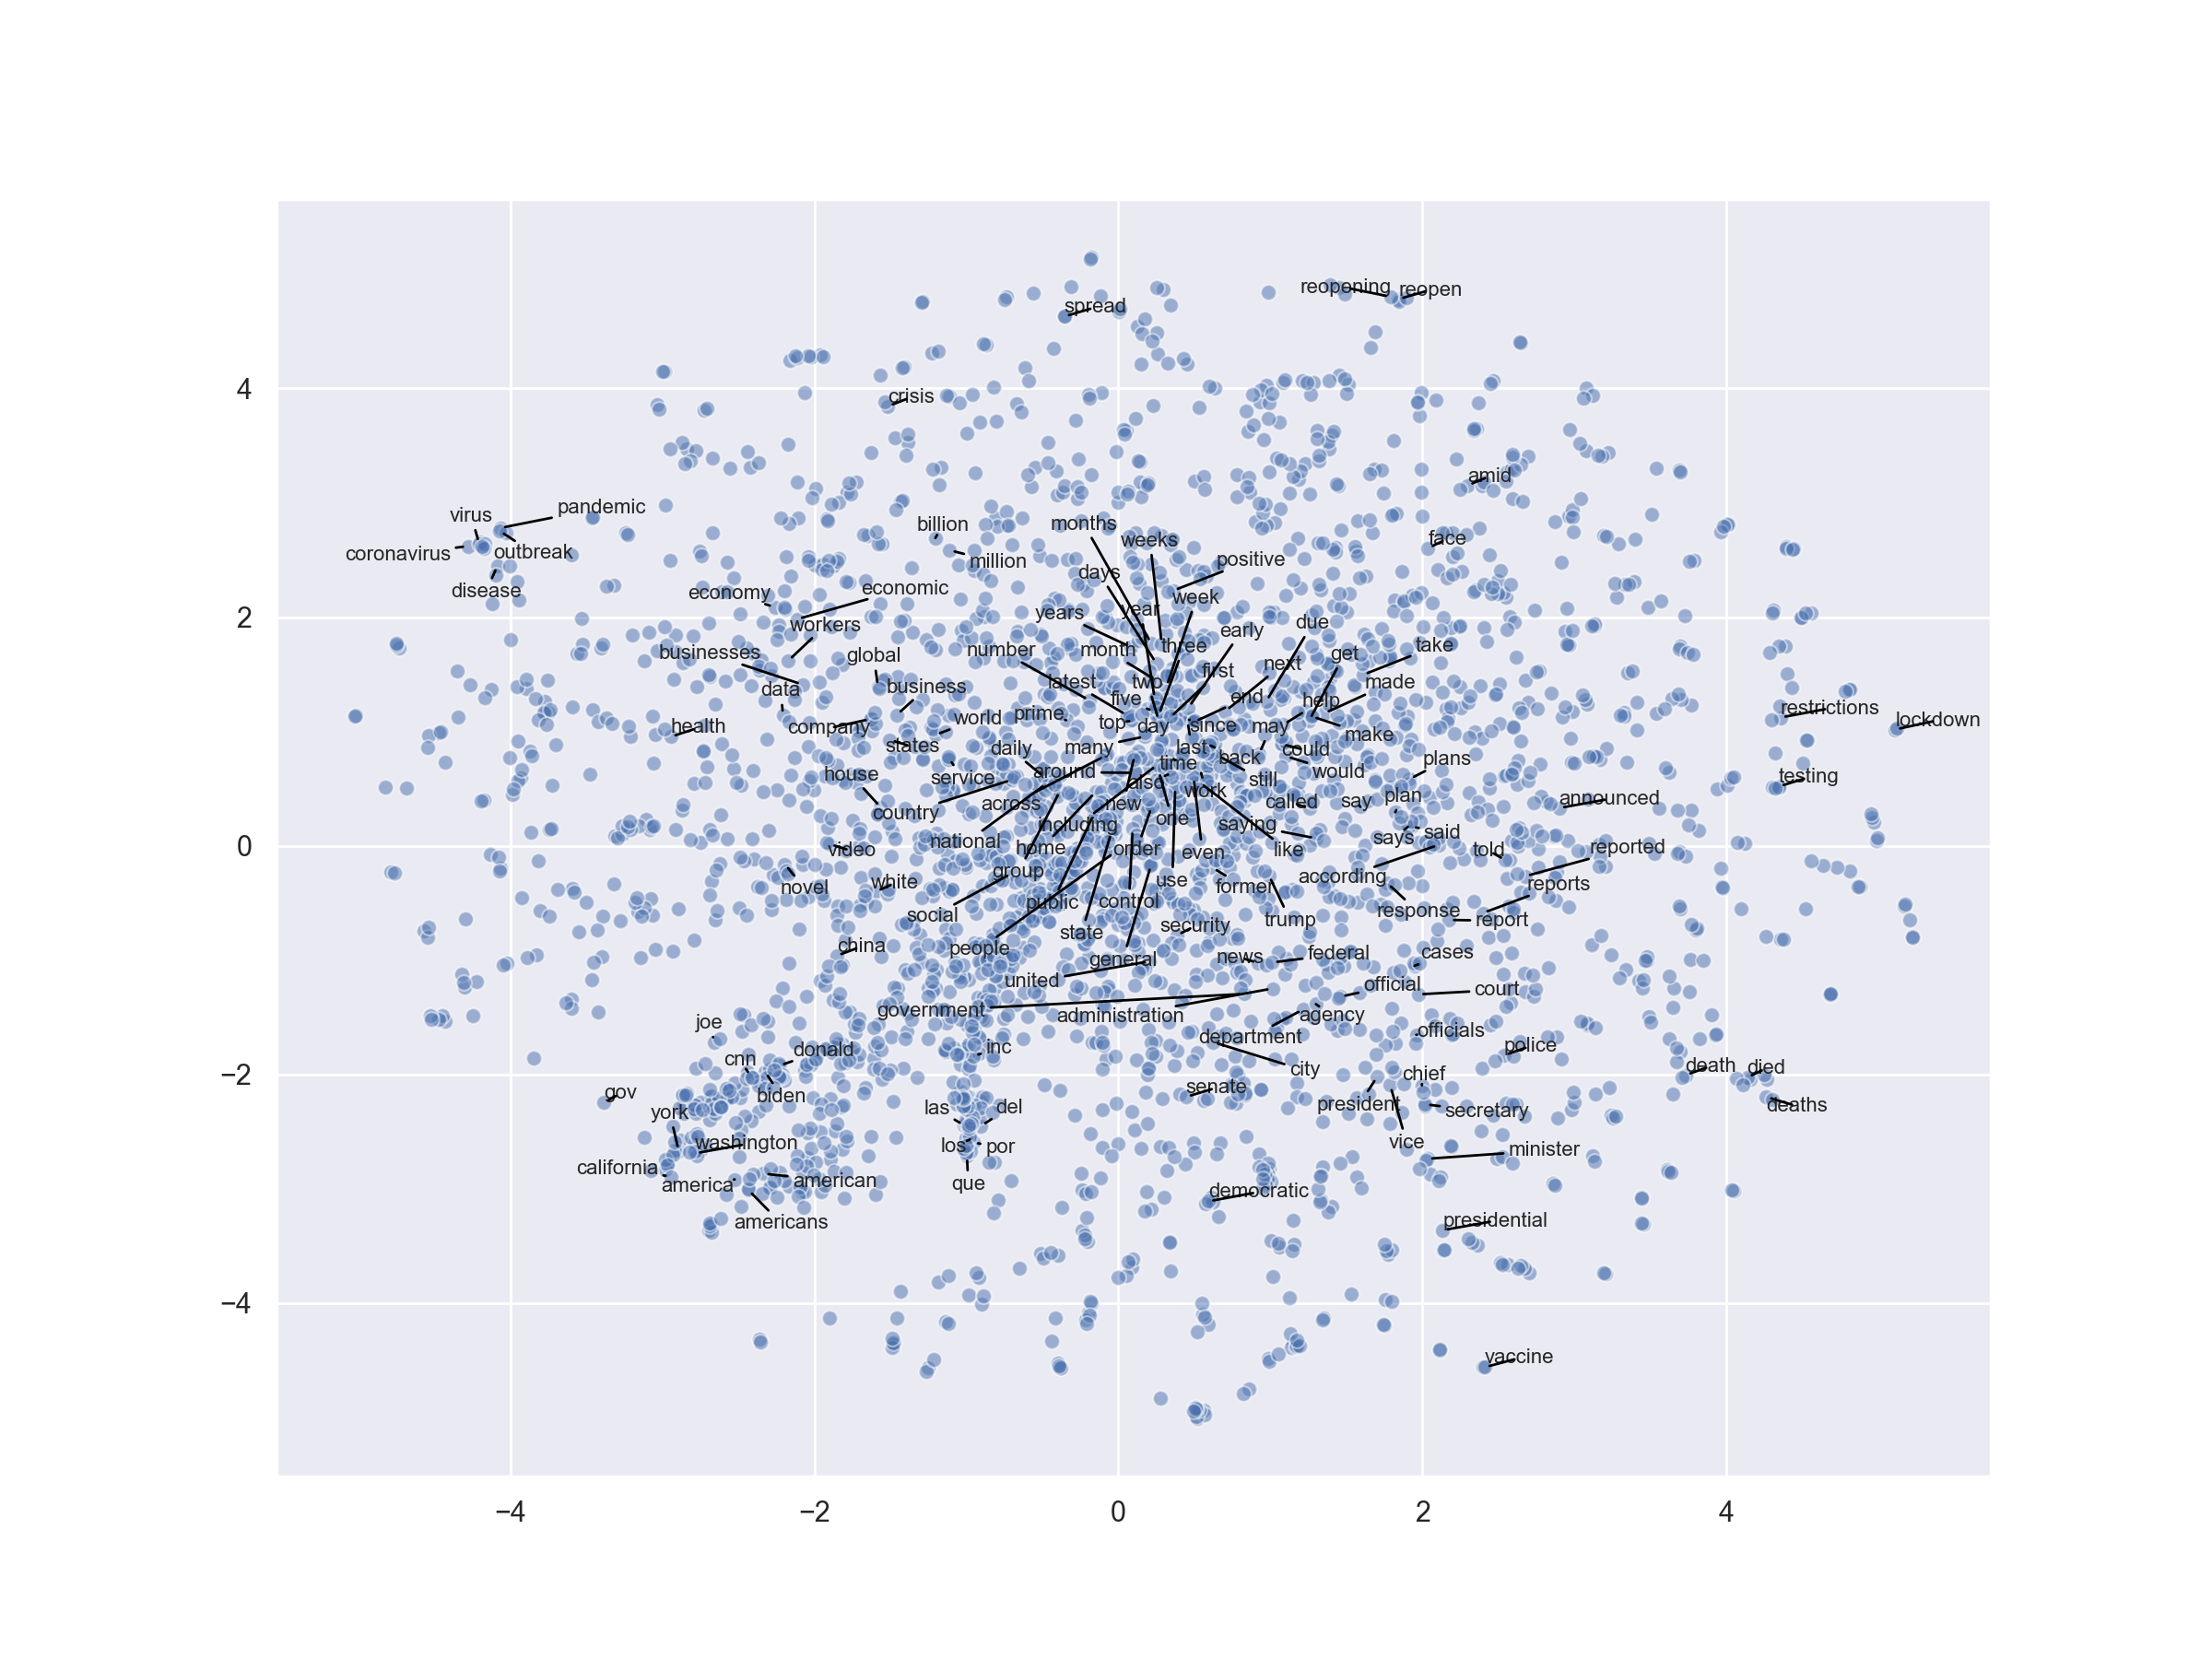 reopening reopen
spread
4
crisis
amid
pandemic
virus
billion months
weeks
face
coronavirus outbreak
million
positive
days
disease economy economic
year week
years
workers
early due
2
number month three
take
businesses global
first next get
data business
latest two
made
five end help
restrictions
health company world prime top day since may
lockdown
make
states daily many last back could
plans
house service around time still would
testing
also work
country across new called say plan
announced
one
national including saying says said
0
video home order even like told reported
novel white group use former according
reports
social public control trump response report
state security
china people general news federal cases
united official court
government administration agency
joe department officials
cnn donald inc police
−2
city death died
gov biden senate chief
york las del president secretary deaths
washington los por vice minister
california america american que democratic
americans presidential
−4
vaccine
−4 −2 0 2 4